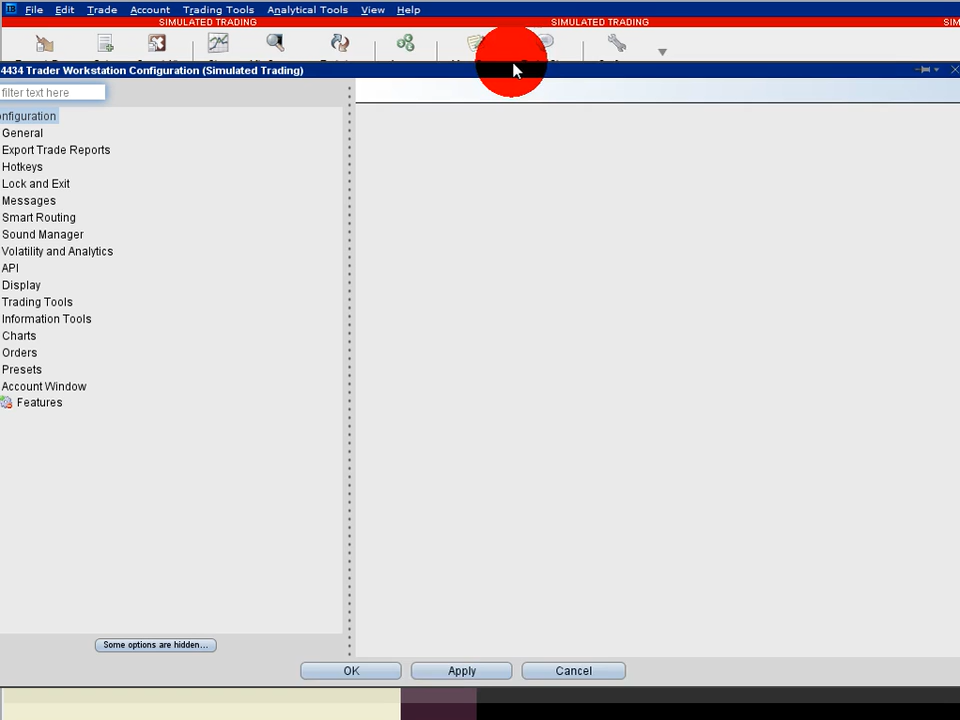 File Edit Trade Account Trading Tools Analytical Tools View Help
SIMULATED TRADING SIMULATED TRADING SIM
4434 Trader Workstation Configuration (Simulated Trading)
filter text here
nfiguration
General
Export Trade Reports
Hotkeys
Lock and Exit
Messages
Smart Routing
Sound Manager
Volatility and Analytics
API
Display
Trading Tools
Information Tools
Charts
Orders
Presets
Account Window
Features
Some options are hidden...
OK Apply Cancel